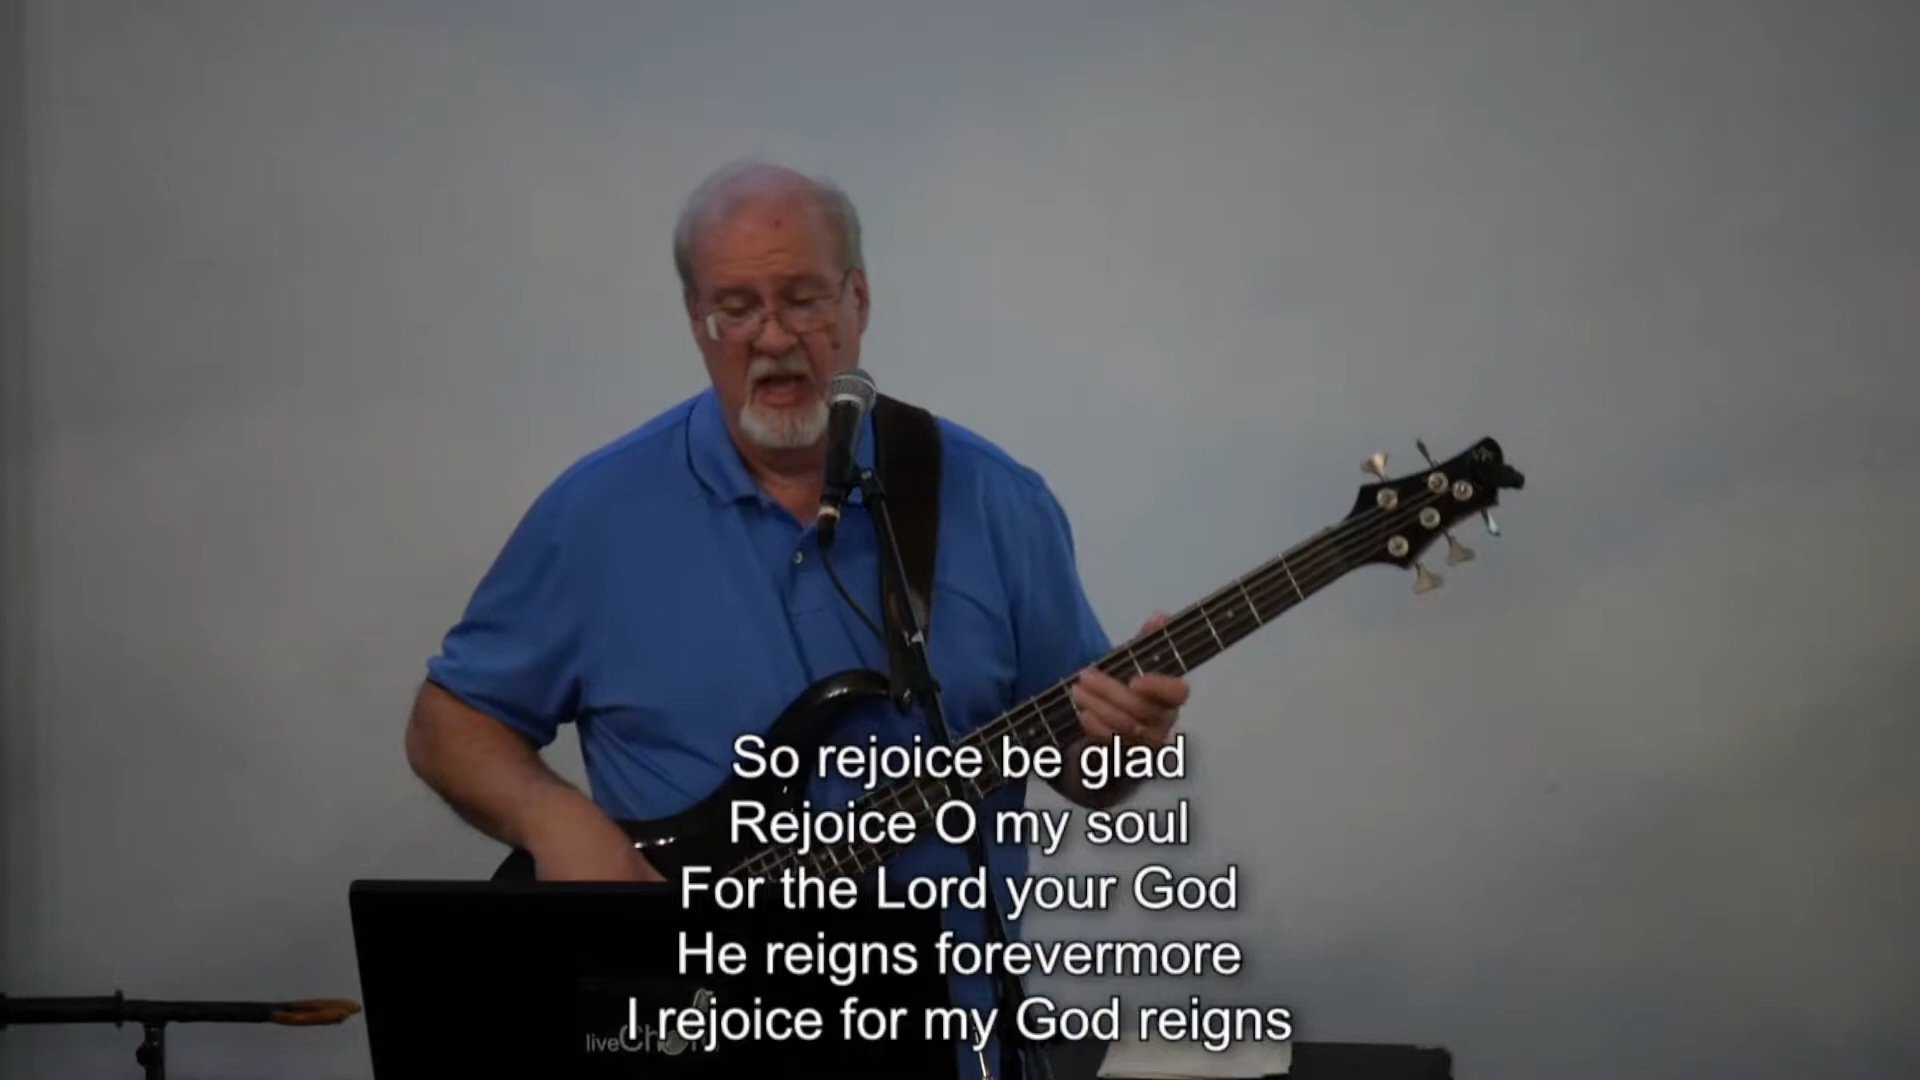 So rejoice be glad
Rejoice O my soul
For the Lord your God
He reigns forevermore
I rejoice for my God reigns
live